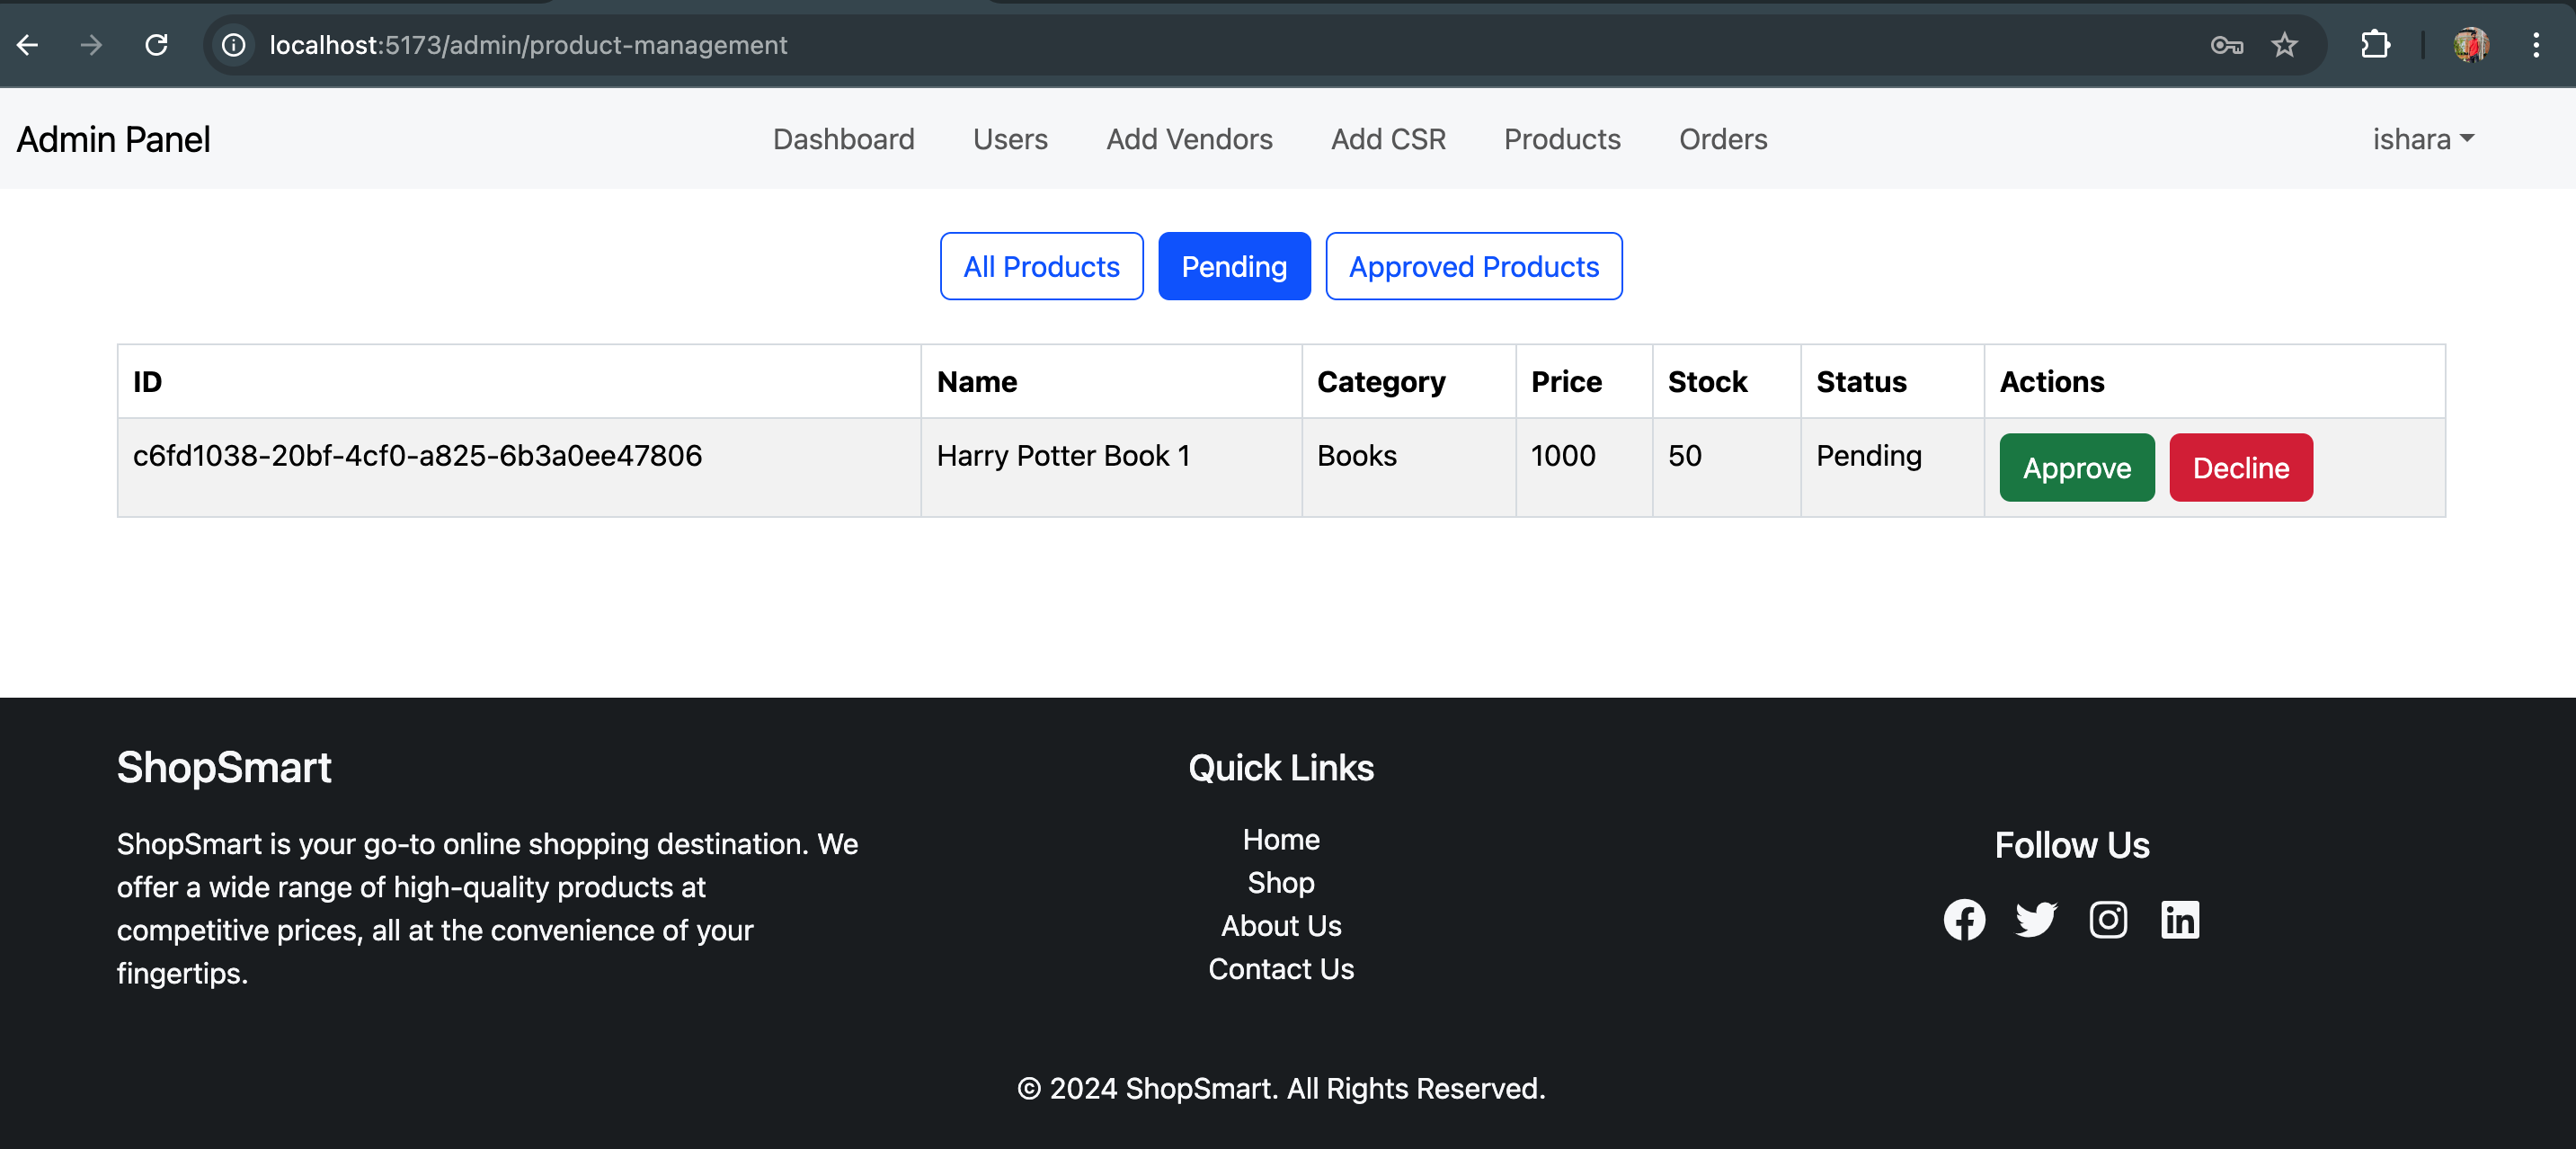 localhost:5173/admin/product-management
Admin Panel Dashboard Users Add Vendors Add CSR Products Orders ishara
All Products Pending Approved Products
ID Name Category Price Stock Status Actions
c6fd1038-20bf-4cf0-a825-6b3a0ee47806 Harry Potter Book 1 Books 1000 50 Pending Approve Decline
ShopSmart
ShopSmart is your go-to online shopping destination. We
offer a wide range of high-quality products at
competitive prices, all at the convenience of your
fingertips.
Quick Links
Home
Shop
About Us
Contact Us
Follow Us
© 2024 ShopSmart. All Rights Reserved.